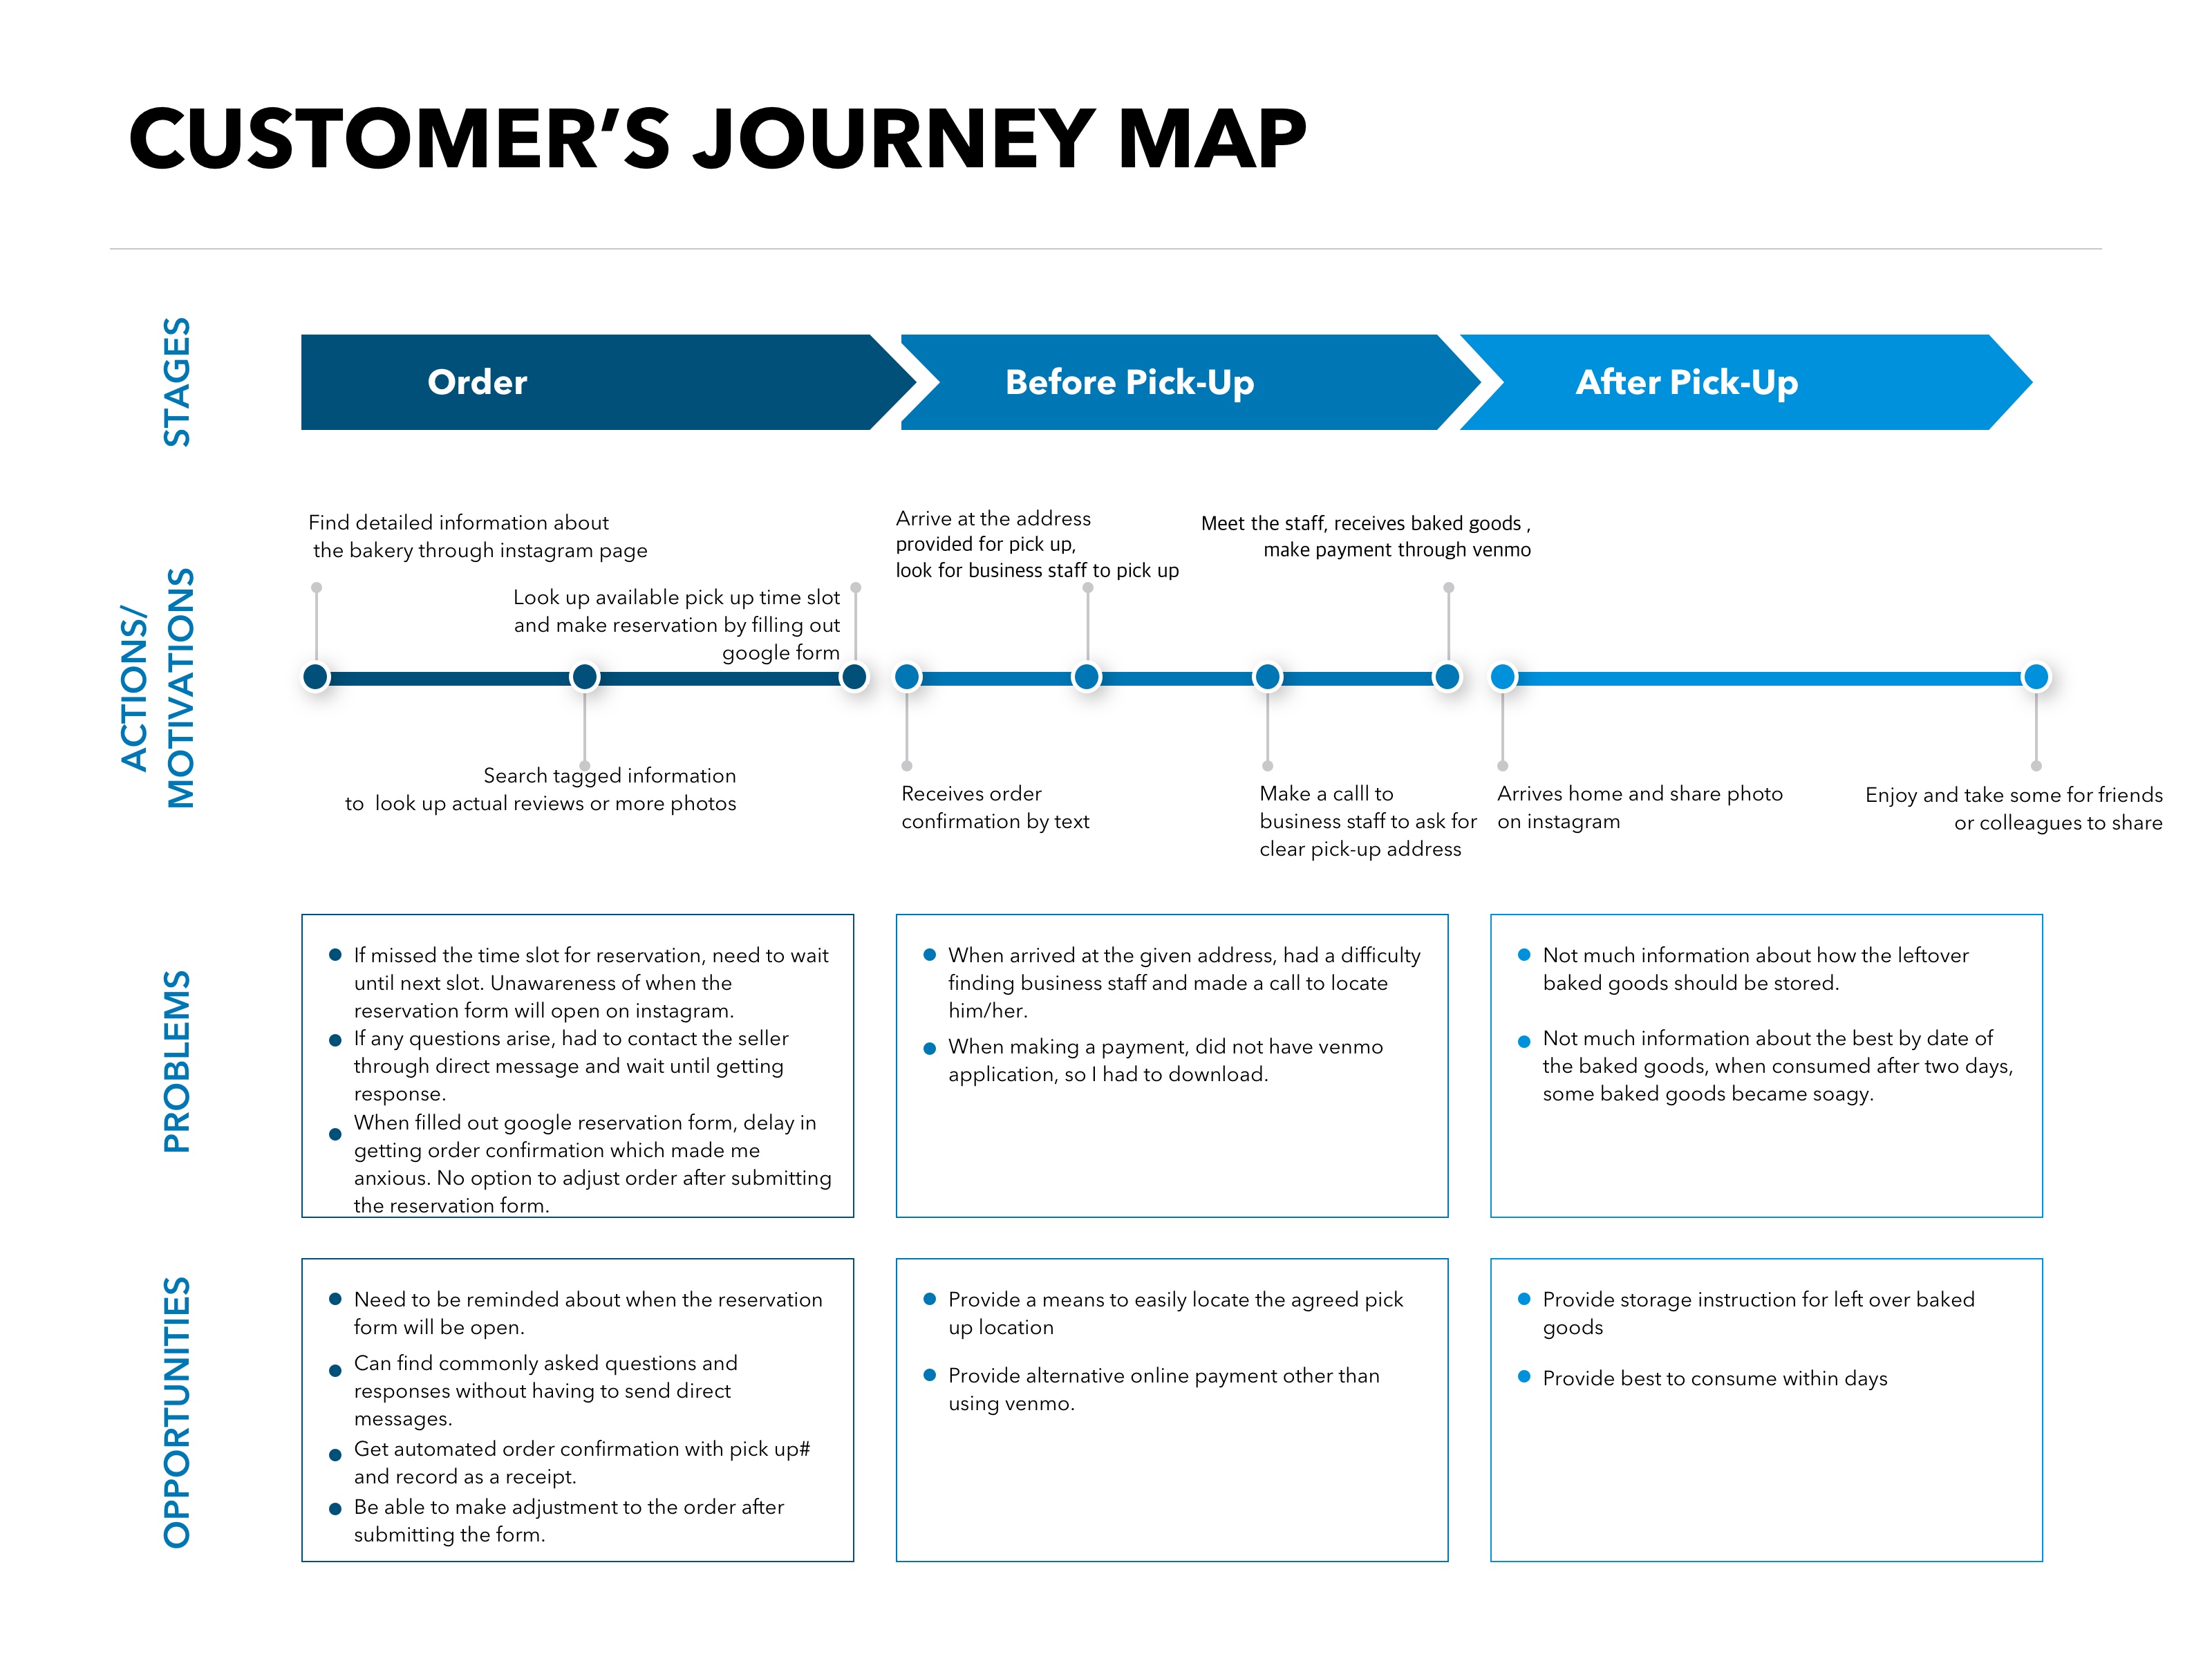 CUSTOMER’S JOURNEY MAP
STAGES
Order
Before Pick-Up
After Pick-Up
ACTIONS/
MOTIVATIONS
Find detailed information about
the bakery through instagram page
Look up available pick up time slot
and make reservation by filling out
google form
Search tagged information
to look up actual reviews or more photos
Arrive at the address
provided for pick up,
look for business staff to pick up
Meet the staff, receives baked goods ,
make payment through venmo
Receives order
confirmation by text
Make a calll to
business staff to ask for
clear pick-up address
Arrives home and share photo
on instagram
Enjoy and take some for friends
or colleagues to share
PROBLEMS
If missed the time slot for reservation, need to wait
until next slot. Unawareness of when the
reservation form will open on instagram.
If any questions arise, had to contact the seller
through direct message and wait until getting
response.
When filled out google reservation form, delay in
getting order confirmation which made me
anxious. No option to adjust order after submitting
the reservation form.
When arrived at the given address, had a difficulty
finding business staff and made a call to locate
him/her.
When making a payment, did not have venmo
application, so I had to download.
Not much information about how the leftover
baked goods should be stored.
Not much information about the best by date of
the baked goods, when consumed after two days,
some baked goods became soagy.
OPPORTUNITIES
Need to be reminded about when the reservation
form will be open.
Can find commonly asked questions and
responses without having to send direct
messages.
Get automated order confirmation with pick up#
and record as a receipt.
Be able to make adjustment to the order after
submitting the form.
Provide a means to easily locate the agreed pick
up location
Provide alternative online payment other than
using venmo.
Provide storage instruction for left over baked
goods
Provide best to consume within days